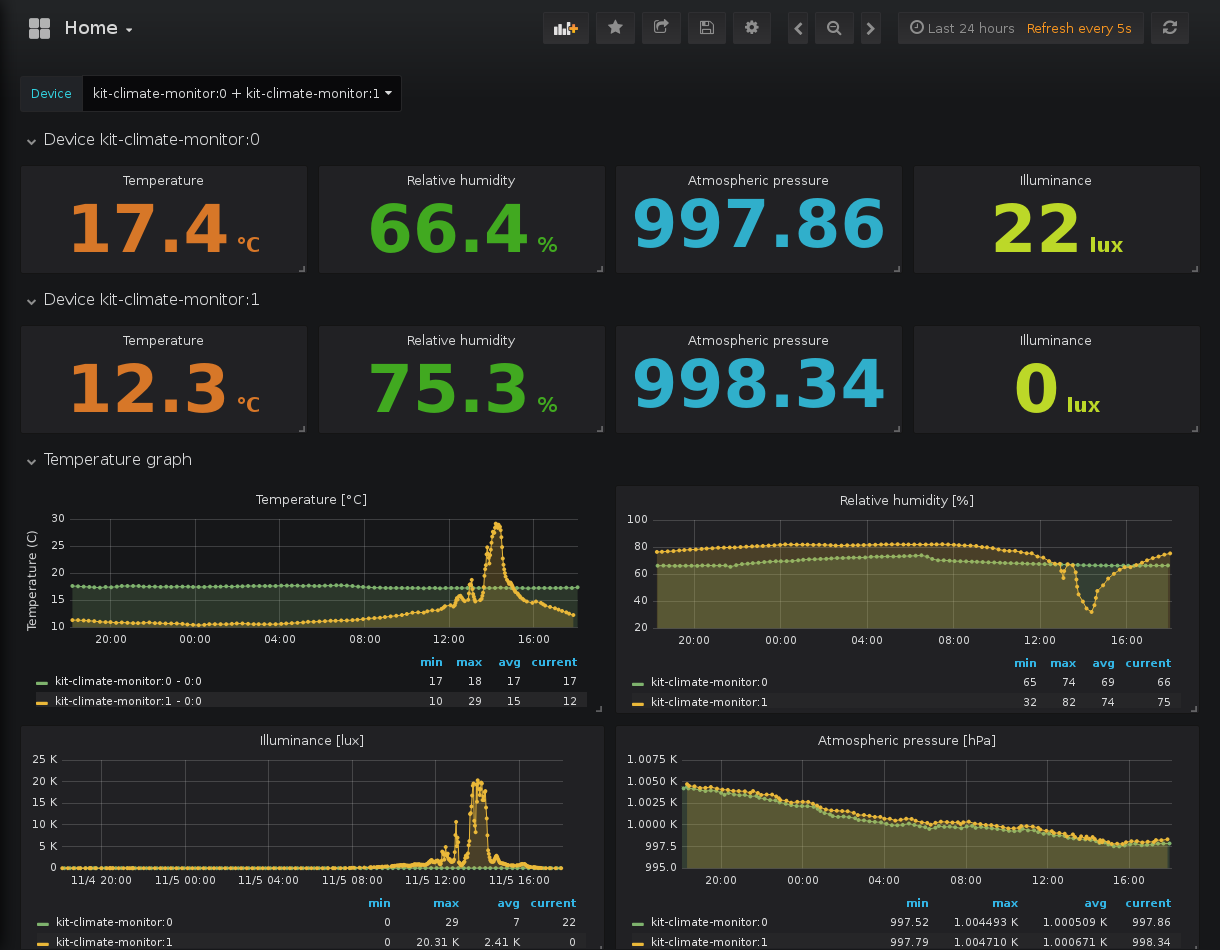 Home
Last 24 hours Refresh every 5s
Device kit-climate-monitor:0 + kit-climate-monitor:1
Device kit-climate-monitor:0
Temperature Relative humidity Atmospheric pressure Illuminance
17.4 °C 66.4 % 997.86 22 lux
Device kit-climate-monitor:1
Temperature Relative humidity Atmospheric pressure Illuminance
12.3 °C 75.3 % 998.34 0 lux
Temperature graph
Temperature [°C]
Temperature (C)
30
25
20
15
10
20:00 00:00 04:00 08:00 12:00 16:00
min max avg current
kit-climate-monitor:0 - 0:0 17 18 17 17
kit-climate-monitor:1 - 0:0 10 29 15 12
Relative humidity [%]
100
80
60
40
20
20:00 00:00 04:00 08:00 12:00 16:00
min max avg current
kit-climate-monitor:0 65 74 69 66
kit-climate-monitor:1 32 82 74 75
Illuminance [lux]
25 K
20 K
15 K
10 K
5 K
0
11/4 20:00 11/5 00:00 11/5 04:00 11/5 08:00 11/5 12:00 11/5 16:00
min max avg current
kit-climate-monitor:0 0 29 7 22
kit-climate-monitor:1 0 20.31 K 2.41 K 0
Atmospheric pressure [hPa]
1.0075 K
1.0050 K
1.0025 K
1.0000 K
997.5
995.0
20:00 00:00 04:00 08:00 12:00 16:00
min max avg current
kit-climate-monitor:0 997.52 1.004493 K 1.000509 K 997.86
kit-climate-monitor:1 997.79 1.004710 K 1.000671 K 998.34